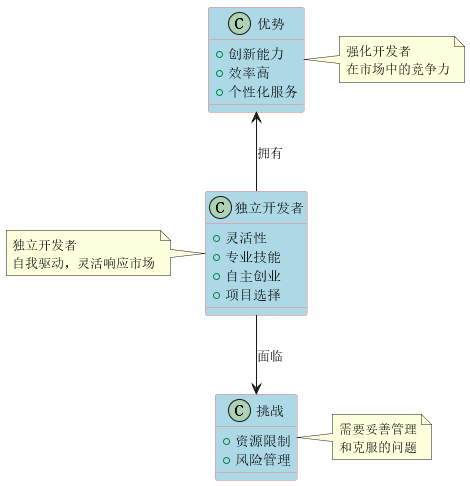 C 优势
创新能力
效率高
个性化服务
强化开发者
在市场中的竞争力
拥有
C 独立开发者
灵活性
专业技能
自主创业
项目选择
独立开发者
自我驱动，灵活响应市场
面临
C 挑战
资源限制
风险管理
需要妥善管理
和克服的问题